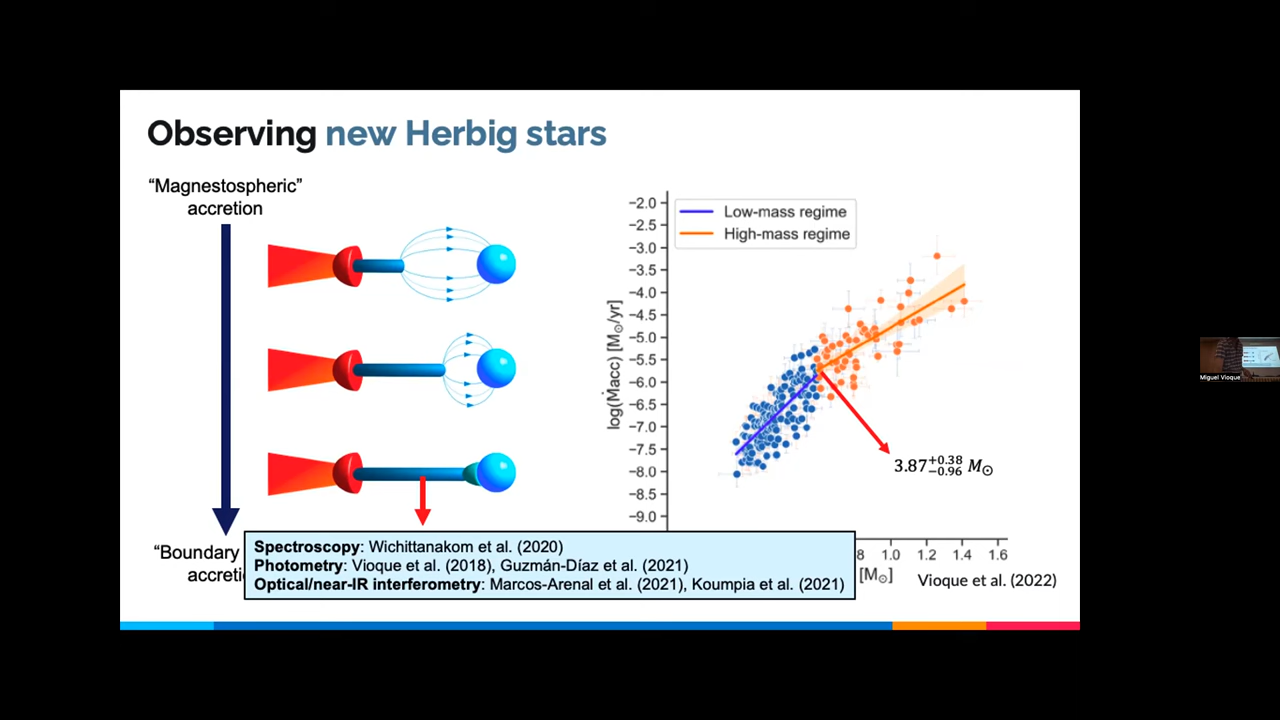 Observing new Herbig stars
“Magnestospheric”
accretion
“Boundary
accretio
Spectroscopy: Wichittanakom et al. (2020)
Photometry: Vioque et al. (2018), Guzmán-Díaz et al. (2021)
Optical/near-IR interferometry: Marcos-Arenal et al. (2021), Koumpia et al. (2021)
Low-mass regime
High-mass regime
log(Ṁacc) [M⊙/yr]
−2.0
−2.5
−3.0
−3.5
−4.0
−4.5
−5.0
−5.5
−6.0
−6.5
−7.0
−7.5
−8.0
−8.5
−9.0
3.87+0.38−0.96 M⊙
8 1.0 1.2 1.4 1.6
[M⊙]
Vioque et al. (2022)
Miguel Vioque